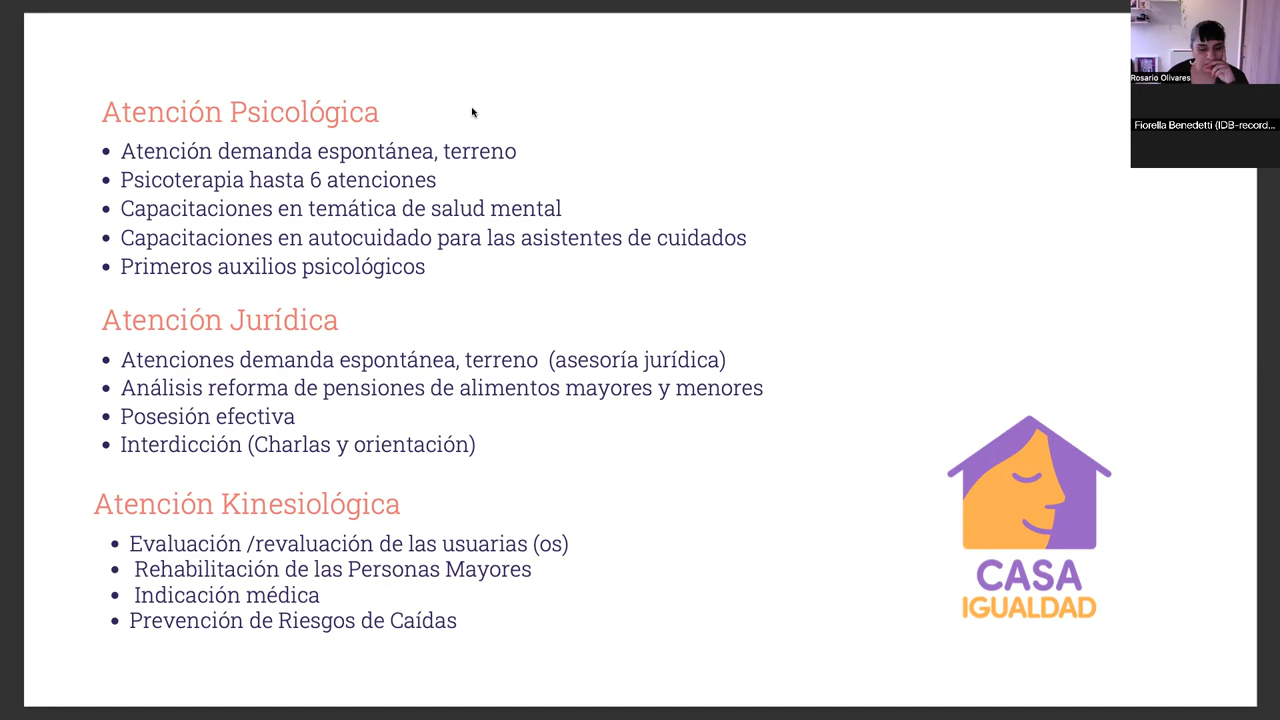 Atención Psicológica
• Atención demanda espontánea, terreno
• Psicoterapia hasta 6 atenciones
• Capacitaciones en temática de salud mental
• Capacitaciones en autocuidado para las asistentes de cuidados
• Primeros auxilios psicológicos
Atención Jurídica
• Atenciones demanda espontánea, terreno (asesoría jurídica)
• Análisis reforma de pensiones de alimentos mayores y menores
• Posesión efectiva
• Interdicción (Charlas y orientación)
Atención Kinesiológica
• Evaluación /revaluación de las usuarias (os)
• Rehabilitación de las Personas Mayores
• Indicación médica
• Prevención de Riesgos de Caídas
CASA
IGUALDAD
Rosario Olivares
Fiorella Benedetti (IDB-record...